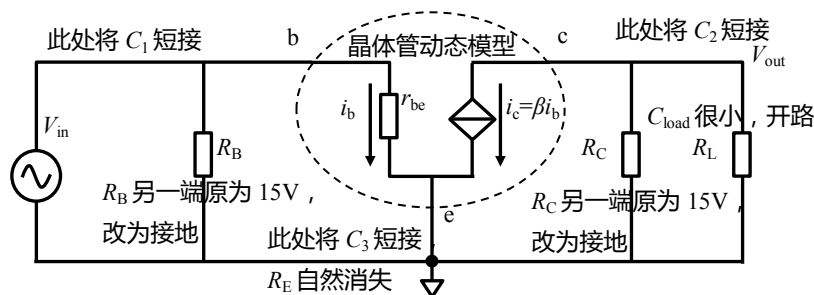 此处将 C1 短接
b
晶体管动态模型
c
此处将 C2 短接
Vout
Vin
RB
ib
rbe
ic=βib
RC
Cload 很小，开路
RL
RB 另一端原为 15V，
改为接地
e
RC 另一端原为 15V，
改为接地
此处将 C3 短接，
RE 自然消失